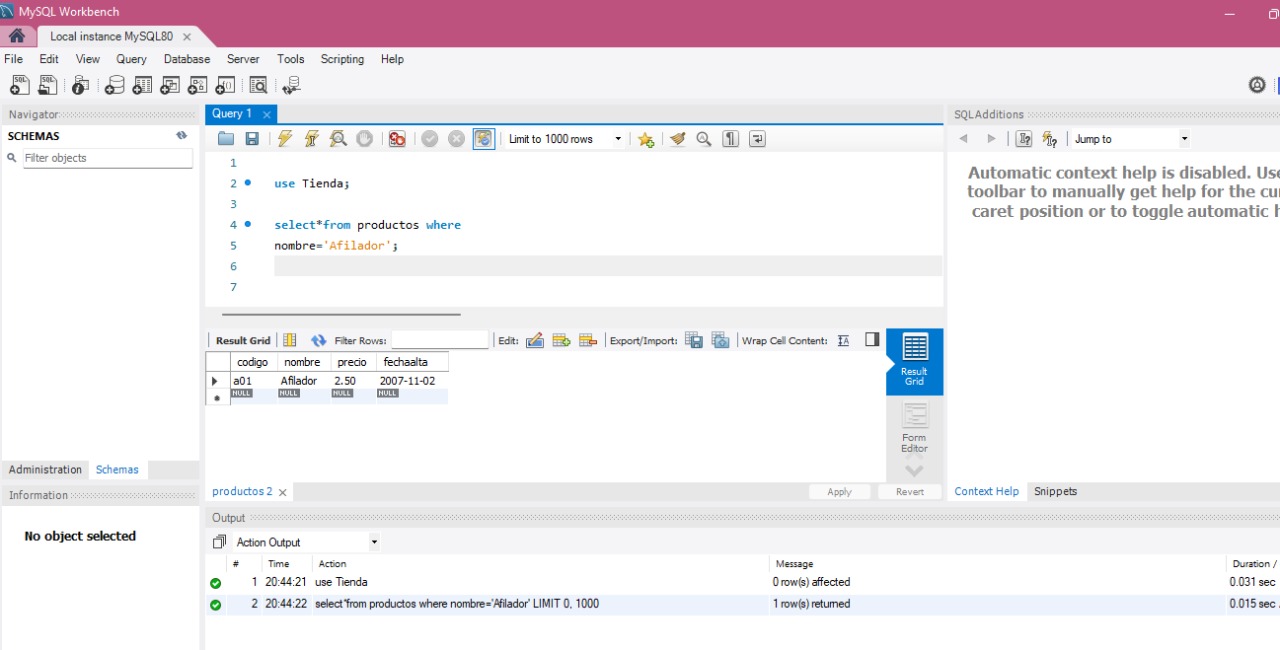 MySQL Workbench
Local instance MySQL80
File Edit View Query Database Server Tools Scripting Help
Navigator
SCHEMAS
Filter objects
Administration Schemas
Information
No object selected
Query 1
Limit to 1000 rows
1
2 use Tienda;
3
4 select*from productos where
5 nombre='Afilador';
6
7
Result Grid Filter Rows: Edit: Export/Import: Wrap Cell Content:
codigo nombre precio fechaalta
a01 Afilador 2.50 2007-11-02
NULL NULL NULL NULL
Result
Grid
Form
Editor
productos 2
Apply Revert
SQLAdditions
Jump to
Automatic context help is disabled. Use
toolbar to manually get help for the cu
caret position or to toggle automatic h
Context Help Snippets
Output
Action Output
# Time Action Message Duration /
1 20:44:21 use Tienda 0 row(s) affected 0.031 sec
2 20:44:22 select*from productos where nombre='Afilador' LIMIT 0, 1000 1 row(s) returned 0.015 sec